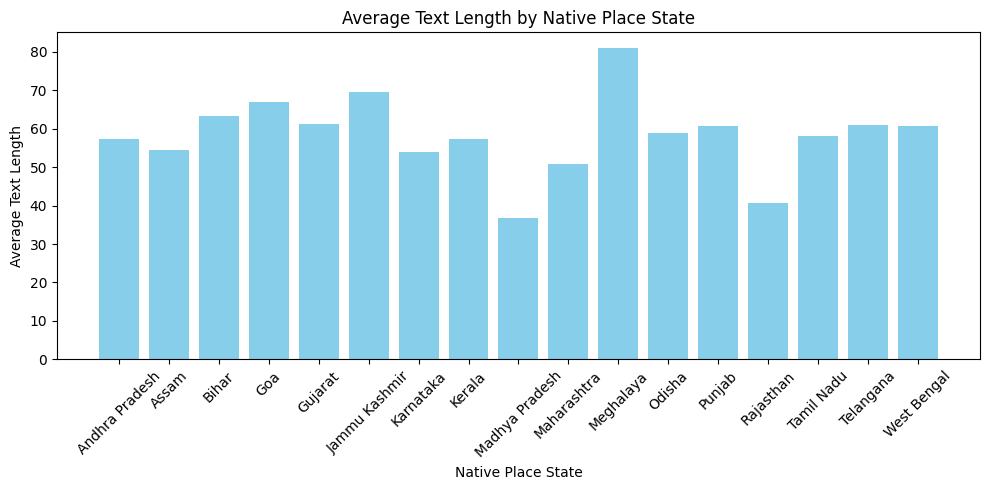 Average Text Length by Native Place State
Average Text Length
80
70
60
50
40
30
20
10
0
Andhra Pradesh
Assam
Bihar
Goa
Gujarat
Jammu Kashmir
Karnataka
Kerala
Madhya Pradesh
Maharashtra
Meghalaya
Odisha
Punjab
Rajasthan
Tamil Nadu
Telangana
West Bengal
Native Place State